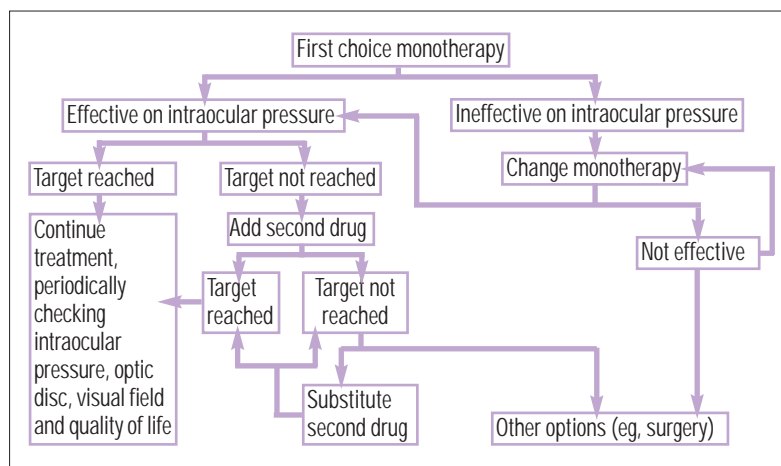 First choice monotherapy
Effective on intraocular pressure
Ineffective on intraocular pressure
Target reached
Target not reached
Change monotherapy
Continue
treatment,
periodically
checking
intraocular
pressure, optic
disc, visual field
and quality of life
Add second drug
Not effective
Target
reached
Target not
reached
Substitute
second drug
Other options (eg, surgery)